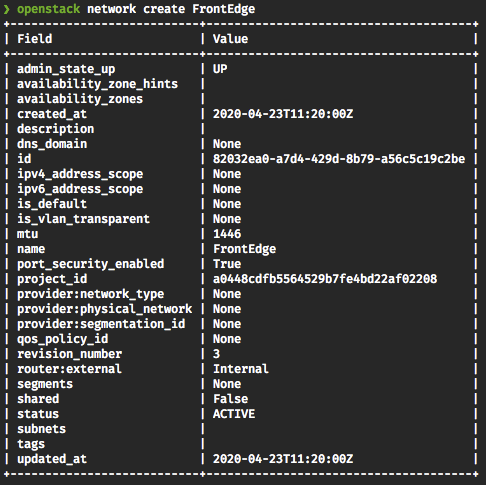 ❯ openstack network create FrontEdge
+---------------------------+--------------------------------------+
| Field                     | Value                                |
+---------------------------+--------------------------------------+
| admin_state_up            | UP                                   |
| availability_zone_hints   |                                      |
| availability_zones        |                                      |
| created_at                | 2020-04-23T11:20:00Z                 |
| description               |                                      |
| dns_domain                | None                                 |
| id                        | 82032ea0-a7d4-429d-8b79-a56c5c19c2be |
| ipv4_address_scope        | None                                 |
| ipv6_address_scope        | None                                 |
| is_default                | None                                 |
| is_vlan_transparent       | None                                 |
| mtu                       | 1446                                 |
| name                      | FrontEdge                            |
| port_security_enabled     | True                                 |
| project_id                | a0448cdfb5564529b7fe4bd22af02208     |
| provider:network_type     | None                                 |
| provider:physical_network | None                                 |
| provider:segmentation_id  | None                                 |
| qos_policy_id             | None                                 |
| revision_number           | 3                                    |
| router:external           | Internal                             |
| segments                  | None                                 |
| shared                    | False                                |
| status                    | ACTIVE                               |
| subnets                   |                                      |
| tags                      |                                      |
| updated_at                | 2020-04-23T11:20:00Z                 |
+---------------------------+--------------------------------------+